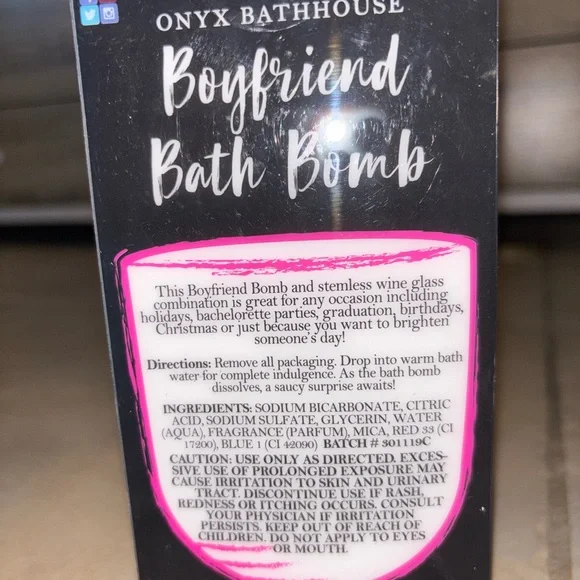 ONYX BATHHOUSE
Boyfriend
Bath Bomb
This Boyfriend Bomb and stemless wine glass
combination is great for any occasion including
holidays, bachelorette parties, graduation, birthdays,
Christmas or just because you want to brighten
someone's day!
Directions: Remove all packaging. Drop into warm bath
water for complete indulgence. As the bath bomb
dissolves, a saucy surprise awaits!
INGREDIENTS: SODIUM BICARBONATE, CITRIC
ACID, SODIUM SULFATE, GLYCERIN, WATER
(AQUA), FRAGRANCE (PARFUM), MICA, RED 33 (CI
17200), BLUE 1 (CI 42090) BATCH # 301119C
CAUTION: USE ONLY AS DIRECTED. EXCES-
SIVE USE OF PROLONGED EXPOSURE MAY
CAUSE IRRITATION TO SKIN AND URINARY
TRACT. DISCONTINUE USE IF RASH,
REDNESS OR ITCHING OCCURS. CONSULT
YOUR PHYSICIAN IF IRRITATION
PERSISTS. KEEP OUT OF REACH OF
CHILDREN. DO NOT APPLY TO EYES
OR MOUTH.